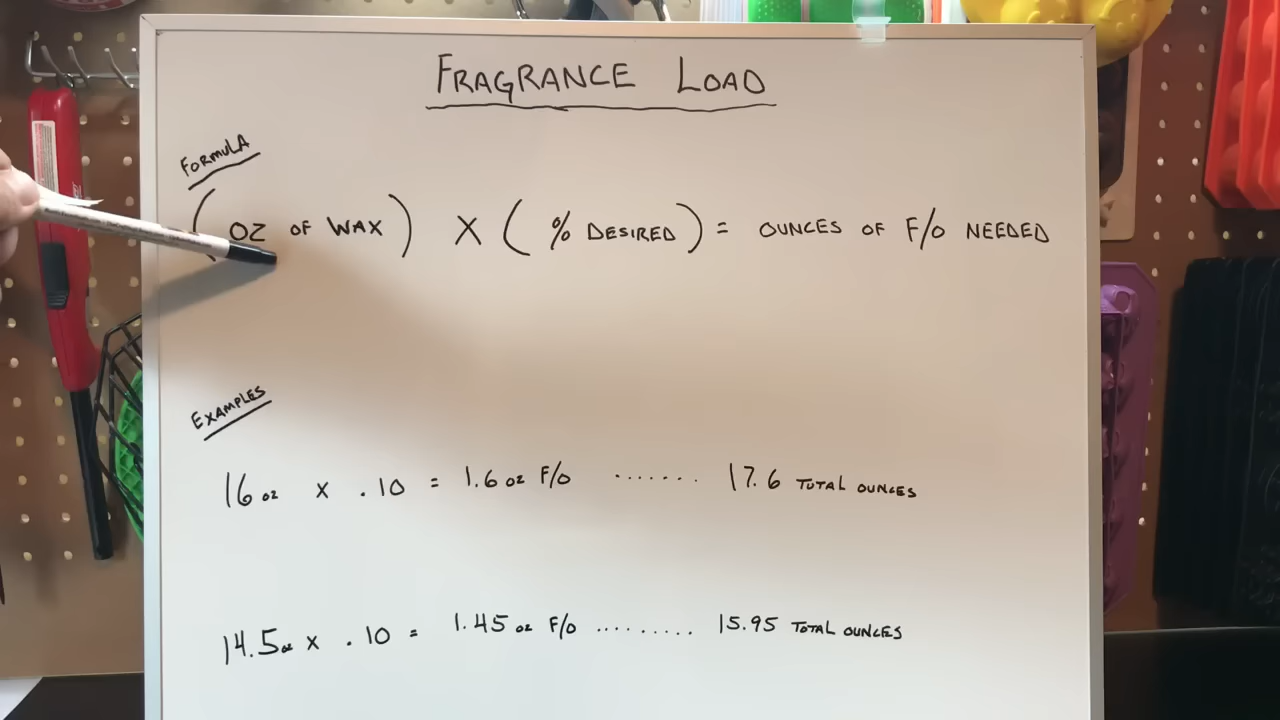 FRAGRANCE LOAD
FORMULA
( OZ OF WAX ) X ( % DESIRED ) = OUNCES OF F/O NEEDED
EXAMPLES
16 oz x .10 = 1.6 oz F/O ....... 17.6 TOTAL OUNCES
14.5 oz x .10 = 1.45 oz F/O ......... 15.95 TOTAL OUNCES